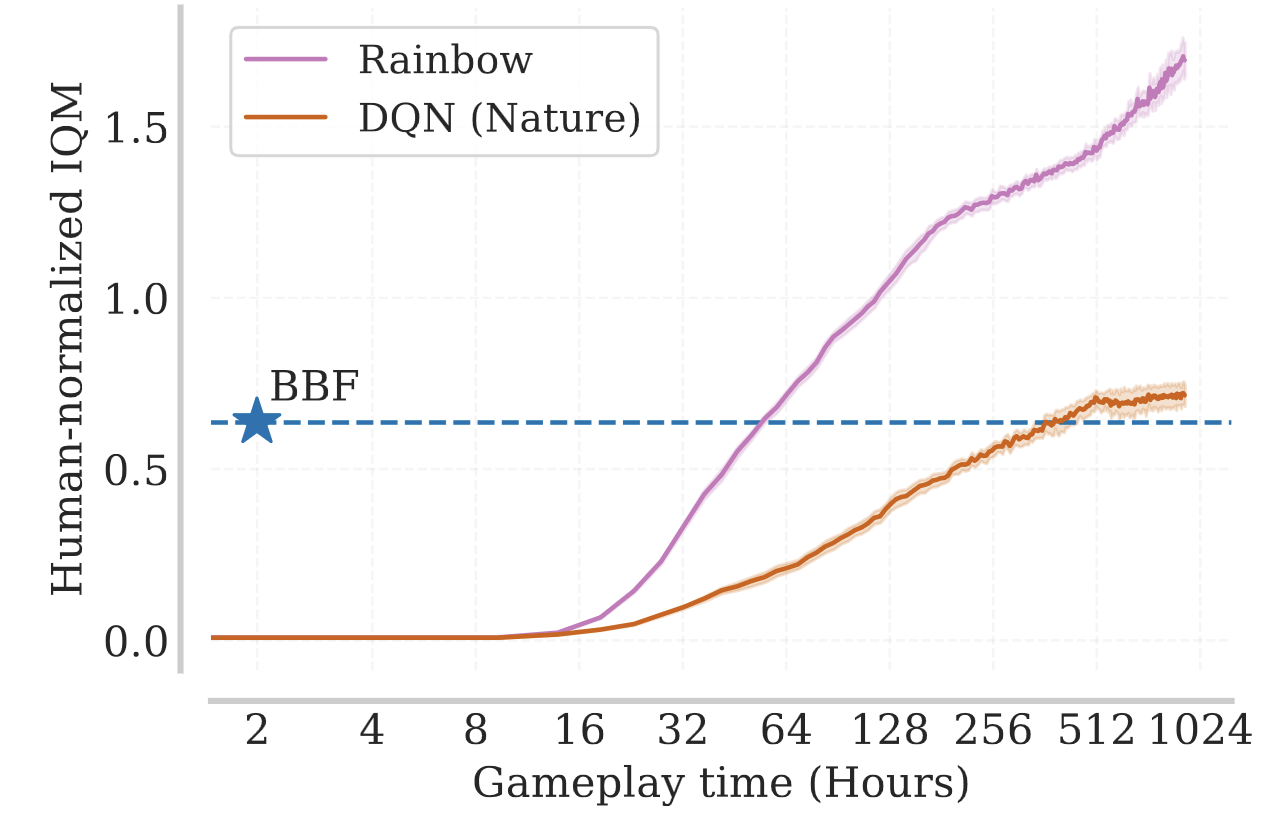 Rainbow
DQN (Nature)
Human-normalized IQM
1.5
1.0
0.5
0.0
BBF
2 4 8 16 32 64 128 256 512 1024
Gameplay time (Hours)